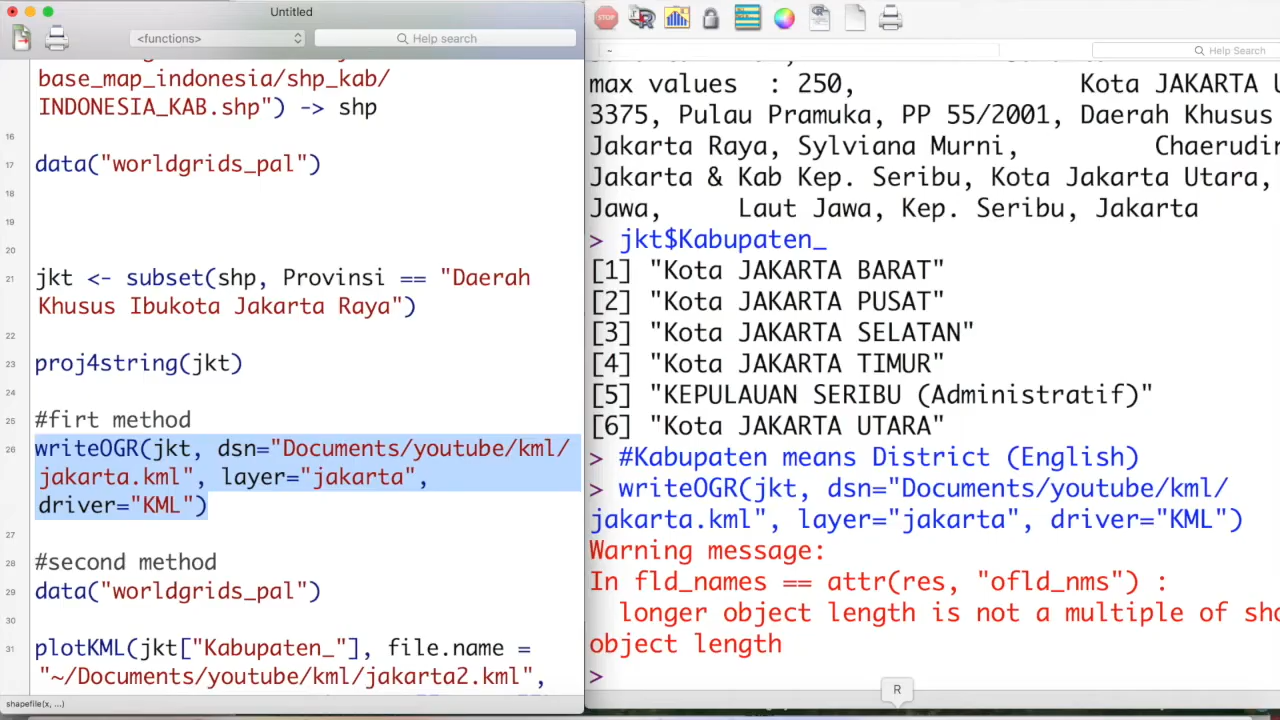 Untitled
<functions>
Help search
base_map_indonesia/shp_kab/
INDONESIA_KAB.shp") -> shp
16
17 data("worldgrids_pal")
18
19
20
21 jkt <- subset(shp, Provinsi == "Daerah
Khusus Ibukota Jakarta Raya")
22
23 proj4string(jkt)
24
25 #firt method
26 writeOGR(jkt, dsn="Documents/youtube/kml/
jakarta.kml", layer="jakarta",
driver="KML")
27
28 #second method
29 data("worldgrids_pal")
30
31 plotKML(jkt["Kabupaten_"], file.name =
"~/Documents/youtube/kml/jakarta2.kml",
shapefile(x, ...)
STOP
~
Help Search
max values : 250, Kota JAKARTA U
3375, Pulau Pramuka, PP 55/2001, Daerah Khusus
Jakarta Raya, Sylviana Murni, Chaerudin
Jakarta & Kab Kep. Seribu, Kota Jakarta Utara,
Jawa, Laut Jawa, Kep. Seribu, Jakarta
> jkt$Kabupaten_
[1] "Kota JAKARTA BARAT"
[2] "Kota JAKARTA PUSAT"
[3] "Kota JAKARTA SELATAN"
[4] "Kota JAKARTA TIMUR"
[5] "KEPULAUAN SERIBU (Administratif)"
[6] "Kota JAKARTA UTARA"
> #Kabupaten means District (English)
> writeOGR(jkt, dsn="Documents/youtube/kml/
jakarta.kml", layer="jakarta", driver="KML")
Warning message:
In fld_names == attr(res, "ofld_nms") :
longer object length is not a multiple of sho
object length
>
R